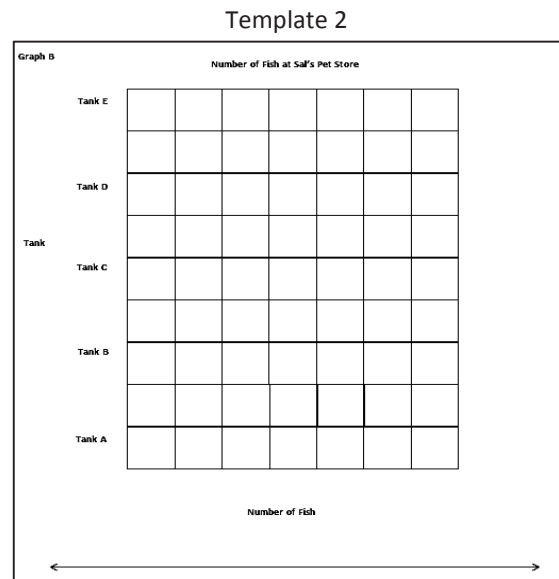 Template 2
Graph B
Number of Fish at Sal's Pet Store
Tank E
Tank D
Tank
Tank C
Tank B
Tank A
Number of Fish